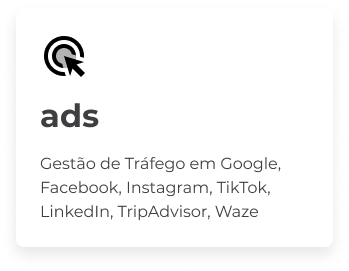 ads
Gestão de Tráfego em Google,
Facebook, Instagram, TikTok,
LinkedIn, TripAdvisor, Waze